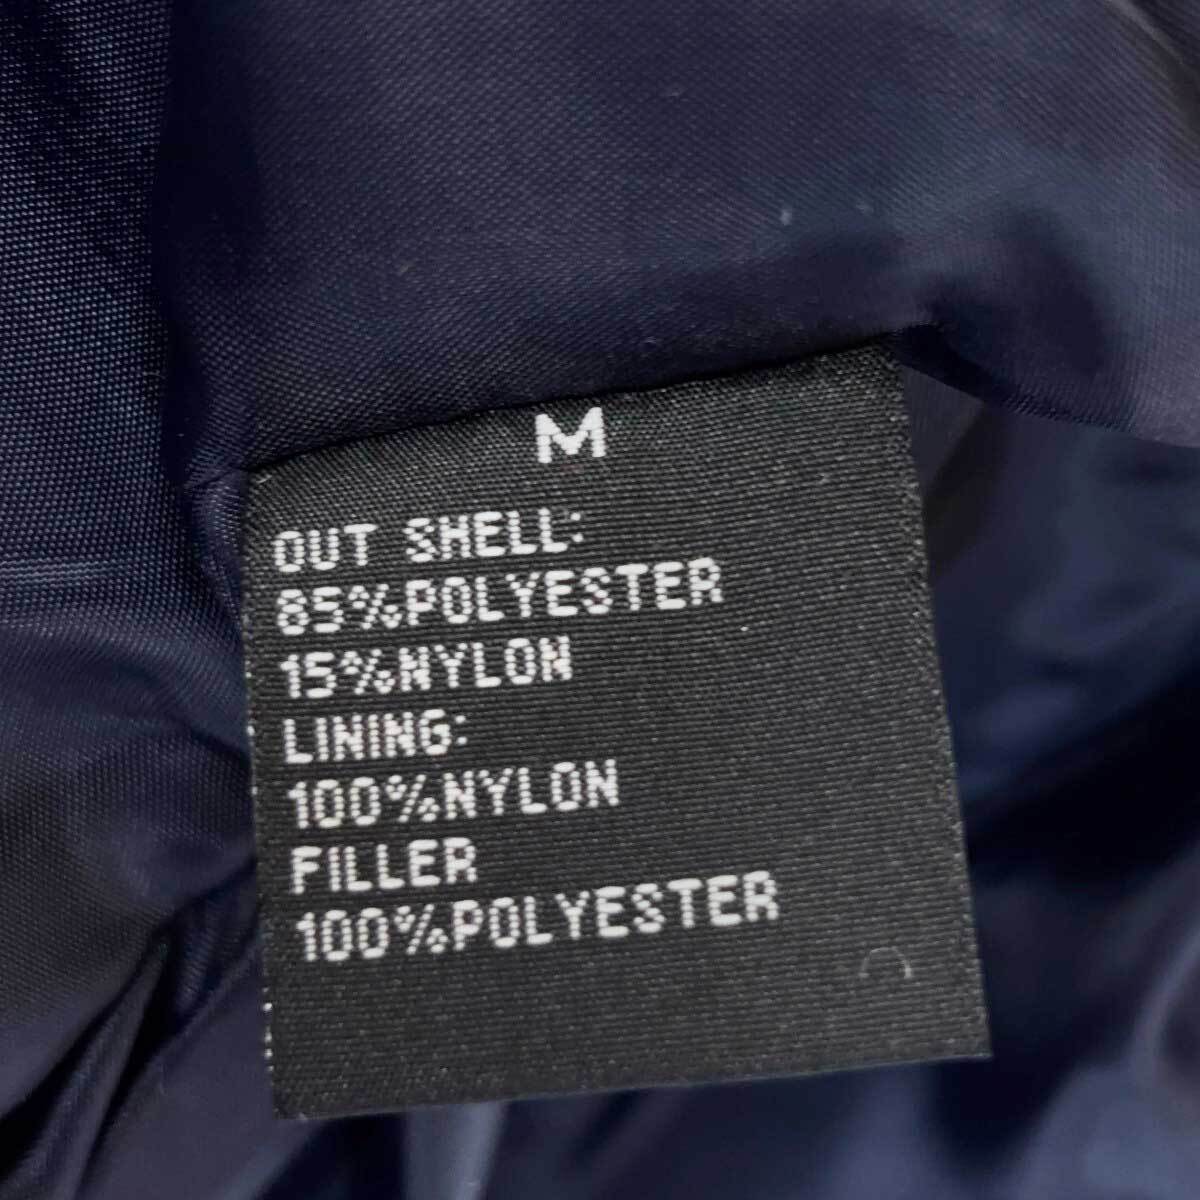 M
OUT SHELL:
85%POLYESTER
15%NYLON
LINING:
100%NYLON
FILLER
100%POLYESTER